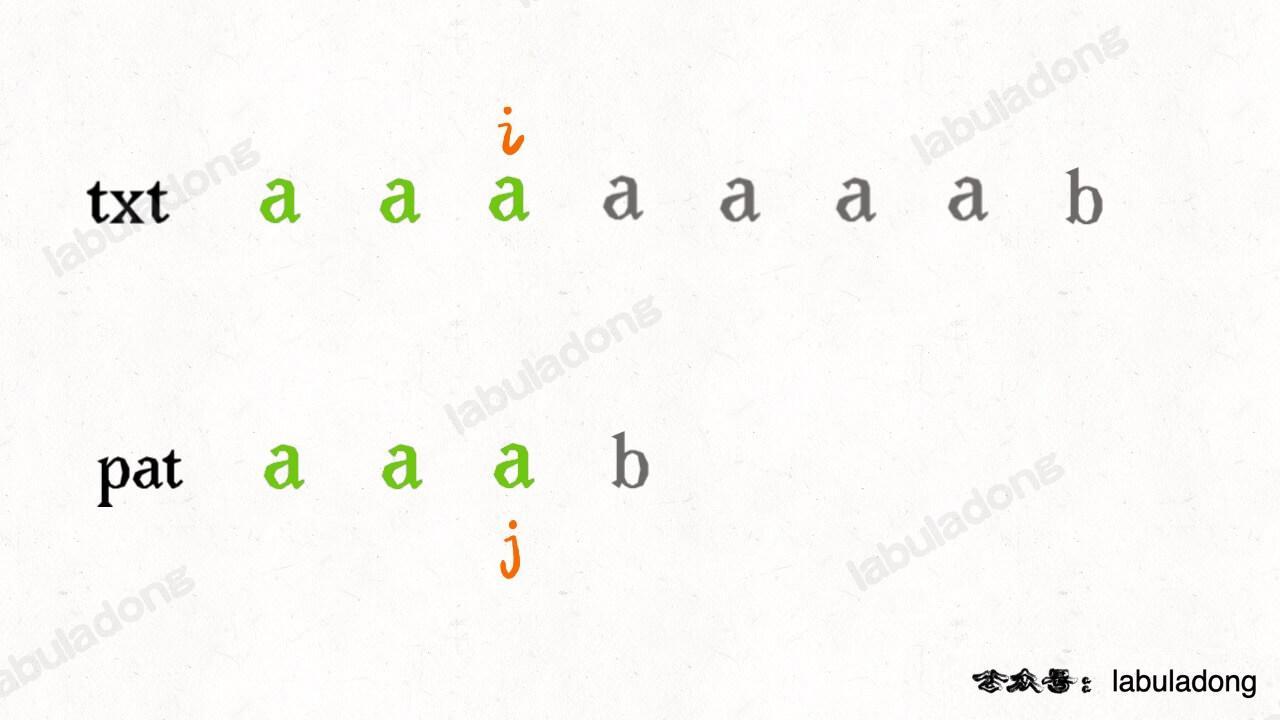 i
txt a a a a a a a b
pat a a a b
j
公众号：labuladong
labuladong
labuladong
labuladong
labuladong
labuladong